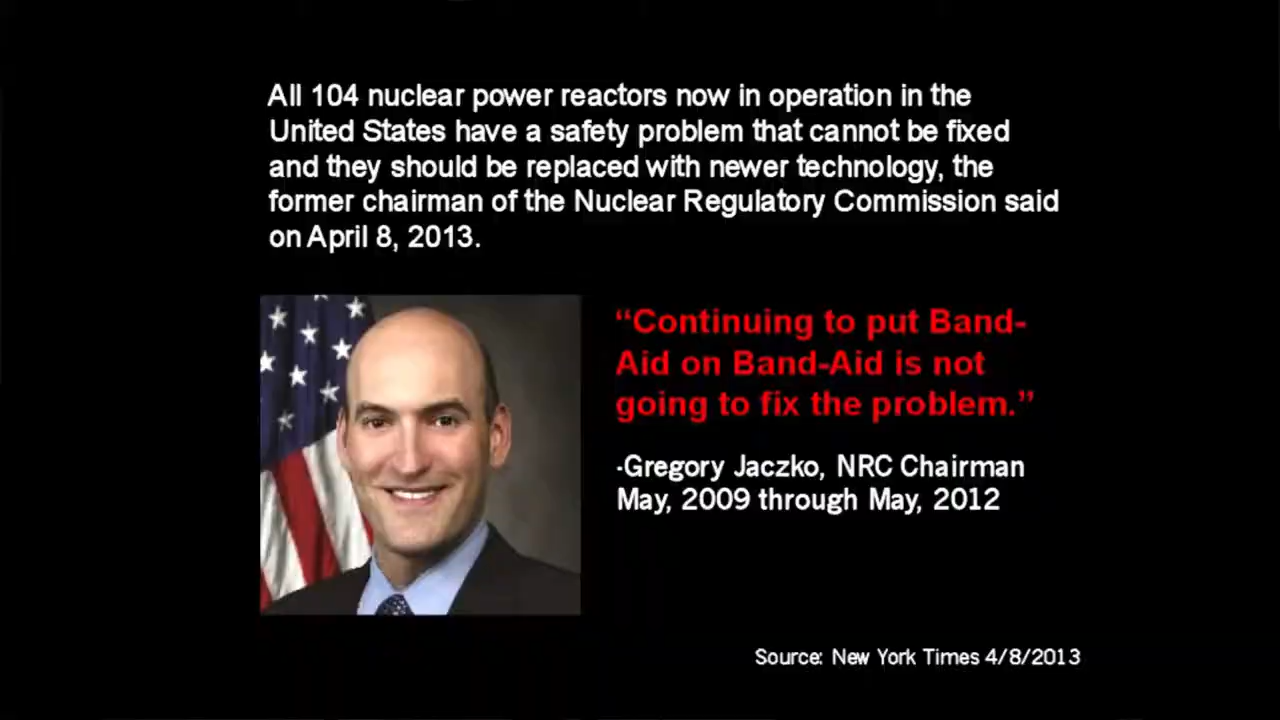 All 104 nuclear power reactors now in operation in the
United States have a safety problem that cannot be fixed
and they should be replaced with newer technology, the
former chairman of the Nuclear Regulatory Commission said
on April 8, 2013.
“Continuing to put Band-
Aid on Band-Aid is not
going to fix the problem.”
-Gregory Jaczko, NRC Chairman
May, 2009 through May, 2012
Source: New York Times 4/8/2013